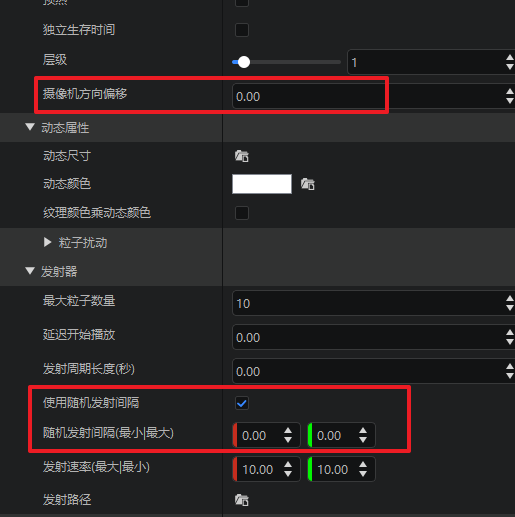 预热
独立生存时间
层级 1
摄像机方向偏移 0.00
动态属性
动态尺寸
动态颜色
纹理颜色乘动态颜色
粒子扰动
发射器
最大粒子数量 10
延迟开始播放 0.00
发射周期长度(秒) 0.00
使用随机发射间隔
随机发射间隔(最小|最大) 0.00 0.00
发射速率(最大|最小) 10.00 10.00
发射路径